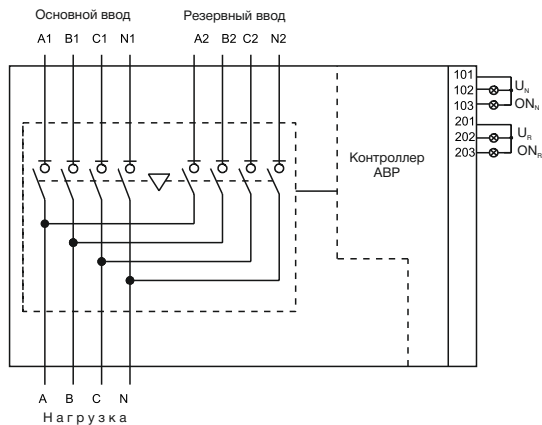 Основной ввод Резервный ввод
A1 B1 C1 N1 A2 B2 C2 N2
101
102 U_N
103 ON_N
201
202 U_R
203 ON_R
Контроллер
АВР
A B C N
Нагрузка